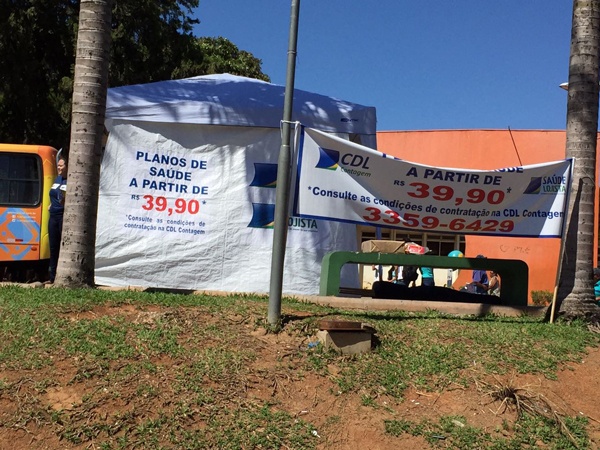 PLANOS DE
SAÚDE
A PARTIR DE
R$ 39,90*
*Consulte as
condições de
contratação na CDL Contagem
LOJISTA
CDL
Contagem
A PARTIR DE
R$ 39,90*
SAÚDE
LOJISTA
*Consulte as condições de contratação na CDL Contagem
3359-6429